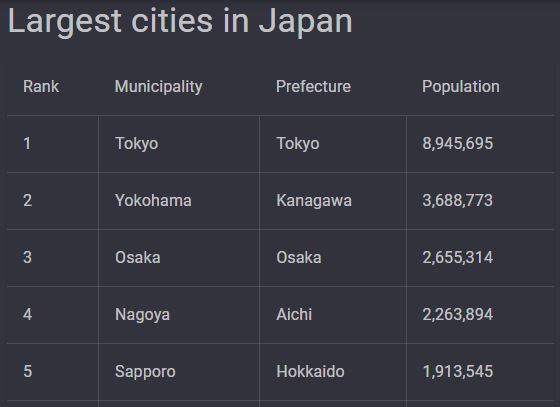 Largest cities in Japan
Rank Municipality Prefecture Population
1 Tokyo Tokyo 8,945,695
2 Yokohama Kanagawa 3,688,773
3 Osaka Osaka 2,655,314
4 Nagoya Aichi 2,263,894
5 Sapporo Hokkaido 1,913,545